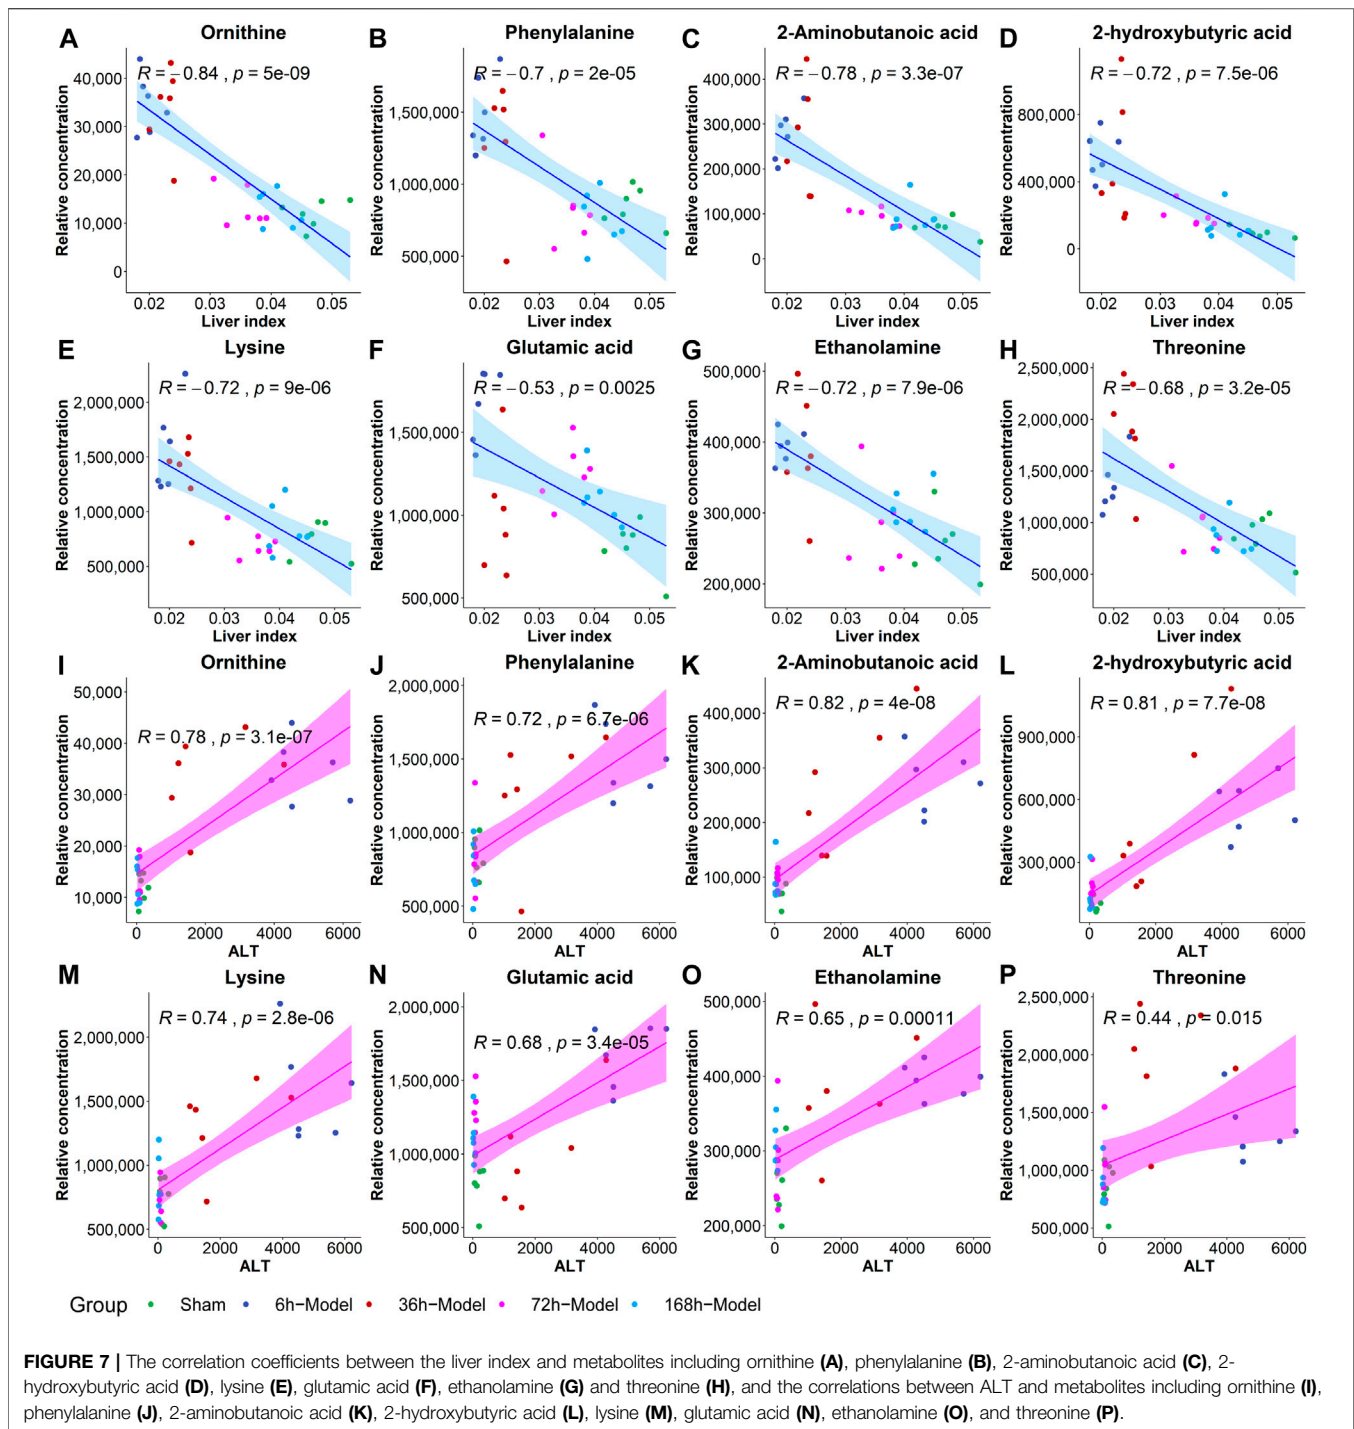 A Ornithine
R = −0.84 , p = 5e-09
Relative concentration
40,000
30,000
20,000
10,000
0
0.02 0.03 0.04 0.05
Liver index
B Phenylalanine
R = −0.7 , p = 2e-05
Relative concentration
1,500,000
1,000,000
500,000
0.02 0.03 0.04 0.05
Liver index
C 2-Aminobutanoic acid
R = −0.78 , p = 3.3e-07
Relative concentration
400,000
300,000
200,000
100,000
0
0.02 0.03 0.04 0.05
Liver index
D 2-hydroxybutyric acid
R = −0.72 , p = 7.5e-06
Relative concentration
800,000
400,000
0
0.02 0.03 0.04 0.05
Liver index
E Lysine
R = −0.72 , p = 9e-06
Relative concentration
2,000,000
1,500,000
1,000,000
500,000
0.02 0.03 0.04 0.05
Liver index
F Glutamic acid
R = −0.53 , p = 0.0025
Relative concentration
1,500,000
1,000,000
500,000
0.02 0.03 0.04 0.05
Liver index
G Ethanolamine
R = −0.72 , p = 7.9e-06
Relative concentration
500,000
400,000
300,000
200,000
0.02 0.03 0.04 0.05
Liver index
H Threonine
R = −0.68 , p = 3.2e-05
Relative concentration
2,500,000
2,000,000
1,500,000
1,000,000
500,000
0.02 0.03 0.04 0.05
Liver index
I Ornithine
R = 0.78 , p = 3.1e-07
Relative concentration
50,000
40,000
30,000
20,000
10,000
0 2000 4000 6000
ALT
J Phenylalanine
R = 0.72 , p = 6.7e-06
Relative concentration
2,000,000
1,500,000
1,000,000
500,000
0 2000 4000 6000
ALT
K 2-Aminobutanoic acid
R = 0.82 , p = 4e-08
Relative concentration
400,000
300,000
200,000
100,000
0 2000 4000 6000
ALT
L 2-hydroxybutyric acid
R = 0.81 , p = 7.7e-08
Relative concentration
900,000
600,000
300,000
0 2000 4000 6000
ALT
M Lysine
R = 0.74 , p = 2.8e-06
Relative concentration
2,000,000
1,500,000
1,000,000
500,000
0 2000 4000 6000
ALT
N Glutamic acid
R = 0.68 , p = 3.4e-05
Relative concentration
2,000,000
1,500,000
1,000,000
500,000
0 2000 4000 6000
ALT
O Ethanolamine
R = 0.65 , p = 0.00011
Relative concentration
500,000
400,000
300,000
200,000
0 2000 4000 6000
ALT
P Threonine
R = 0.44 , p = 0.015
Relative concentration
2,500,000
2,000,000
1,500,000
1,000,000
500,000
0 2000 4000 6000
ALT
Group Sham 6h−Model 36h−Model 72h−Model 168h−Model
FIGURE 7 | The correlation coefficients between the liver index and metabolites including ornithine (A), phenylalanine (B), 2-aminobutanoic acid (C), 2-
hydroxybutyric acid (D), lysine (E), glutamic acid (F), ethanolamine (G) and threonine (H), and the correlations between ALT and metabolites including ornithine (I),
phenylalanine (J), 2-aminobutanoic acid (K), 2-hydroxybutyric acid (L), lysine (M), glutamic acid (N), ethanolamine (O), and threonine (P).